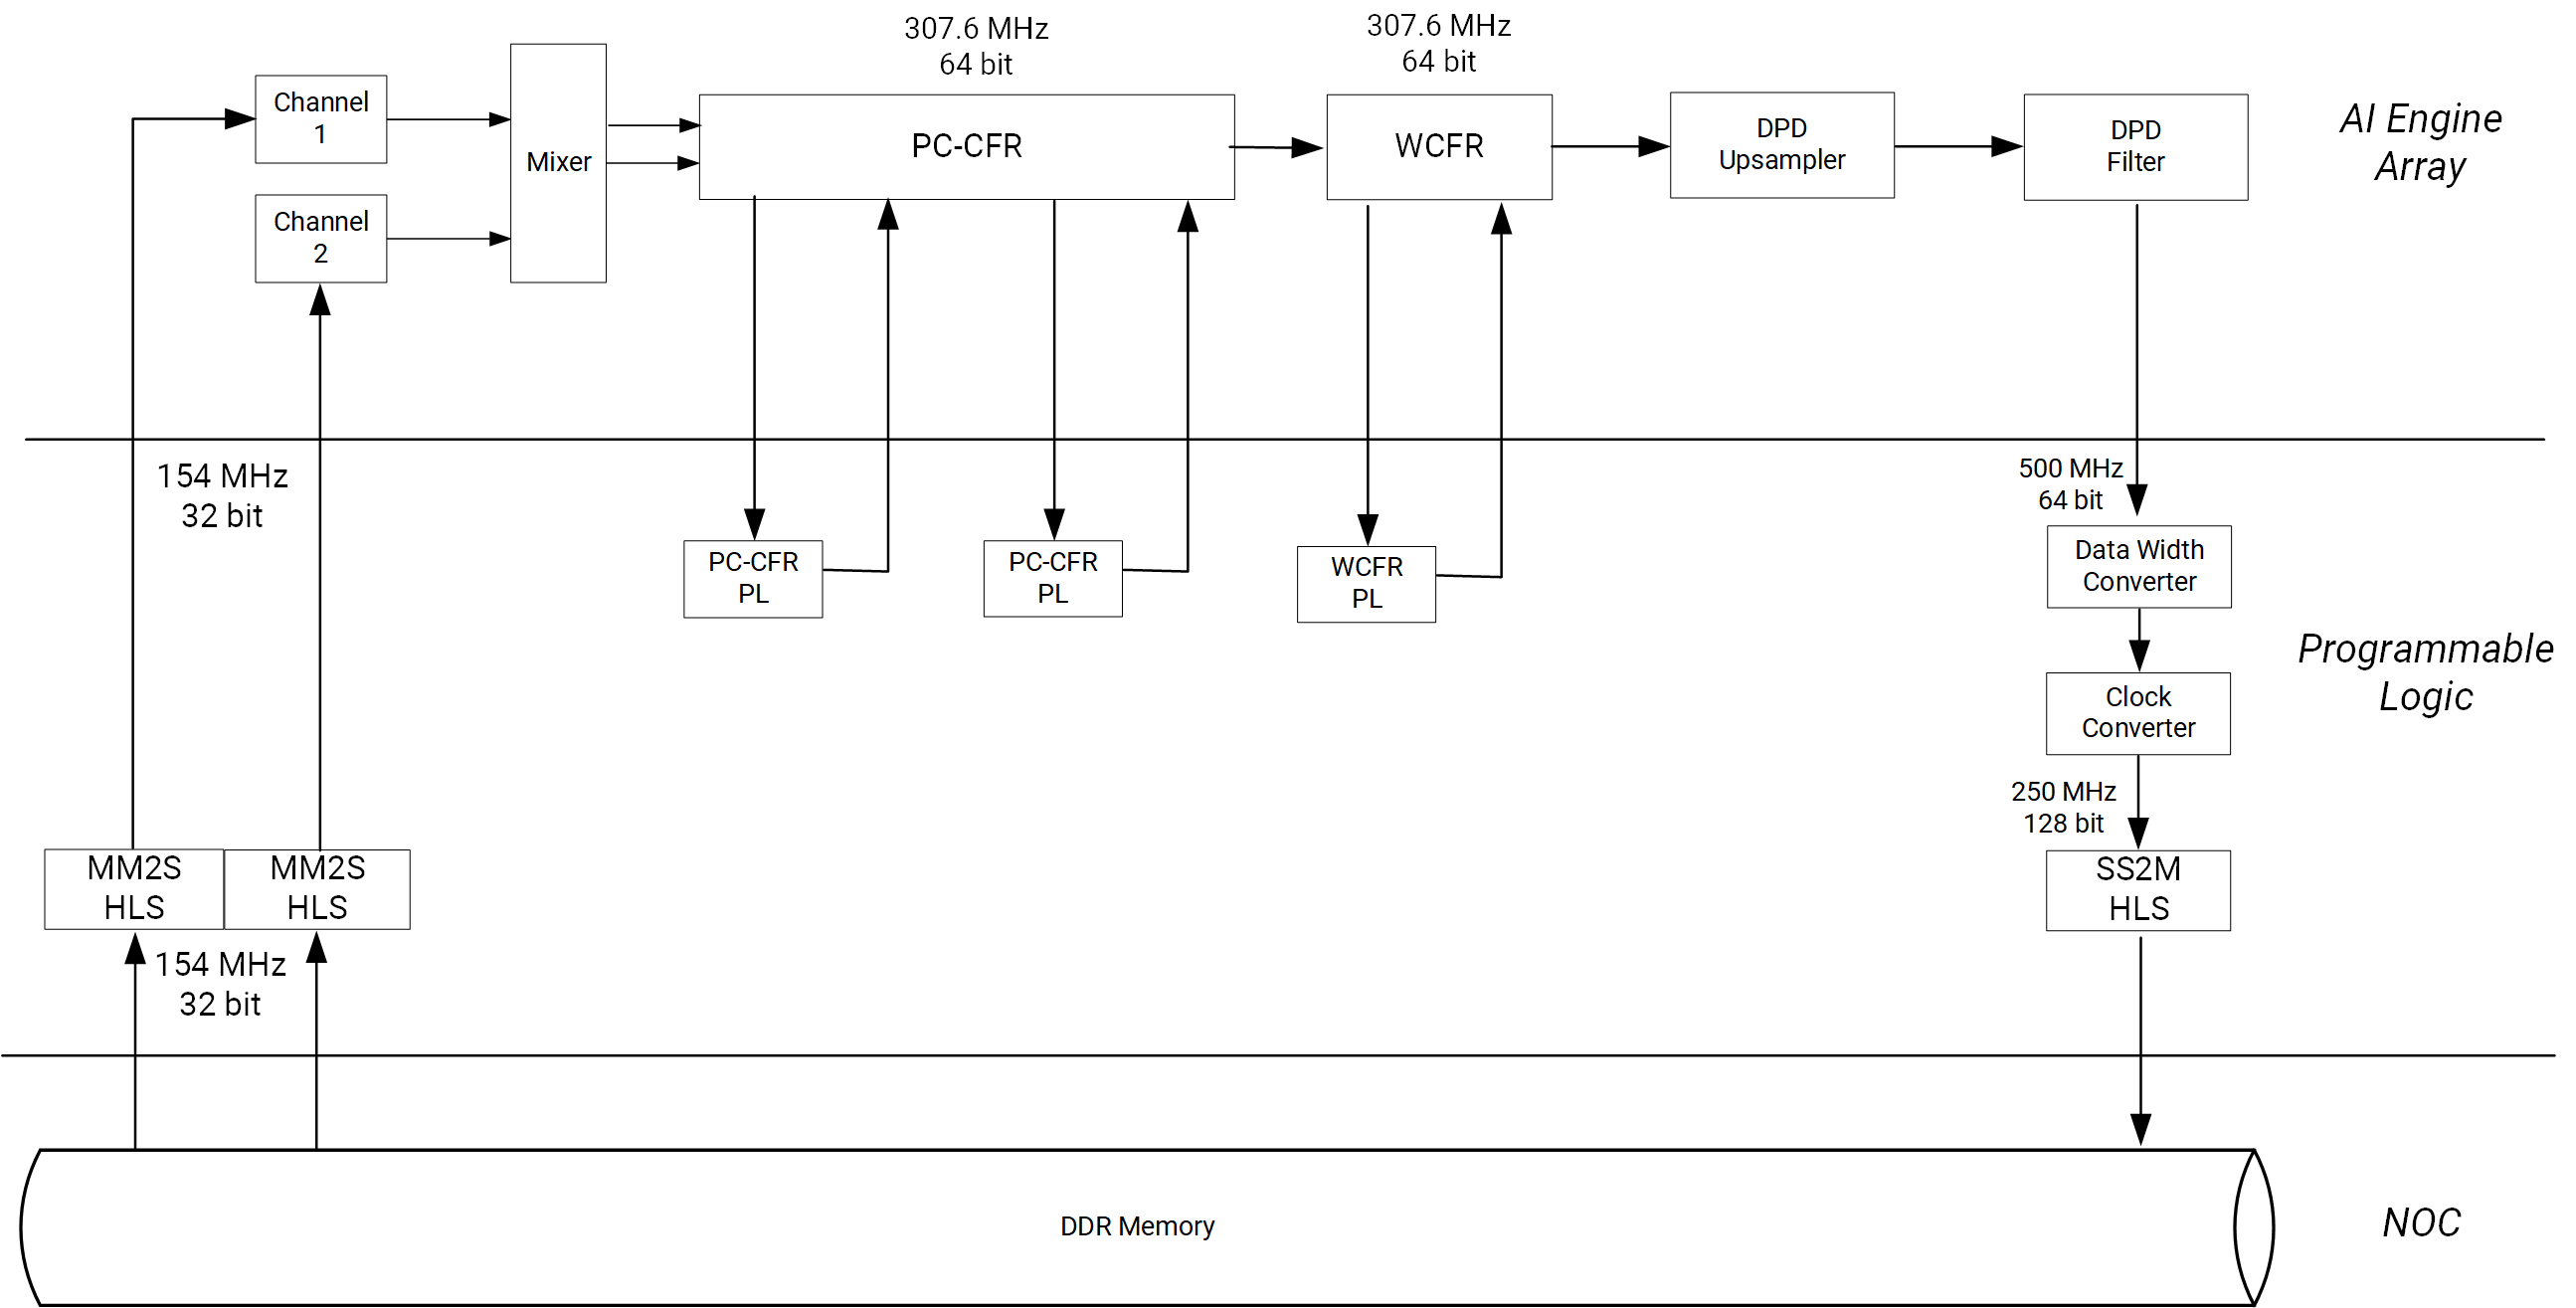 307.6 MHz
64 bit
307.6 MHz
64 bit
Channel
1
Channel
2
Mixer
PC-CFR
WCFR
DPD
Upsampler
DPD
Filter
AI Engine
Array
154 MHz
32 bit
500 MHz
64 bit
PC-CFR
PL
PC-CFR
PL
WCFR
PL
Data Width
Converter
Programmable
Logic
Clock
Converter
250 MHz
128 bit
MM2S
HLS
MM2S
HLS
SS2M
HLS
154 MHz
32 bit
DDR Memory
NOC